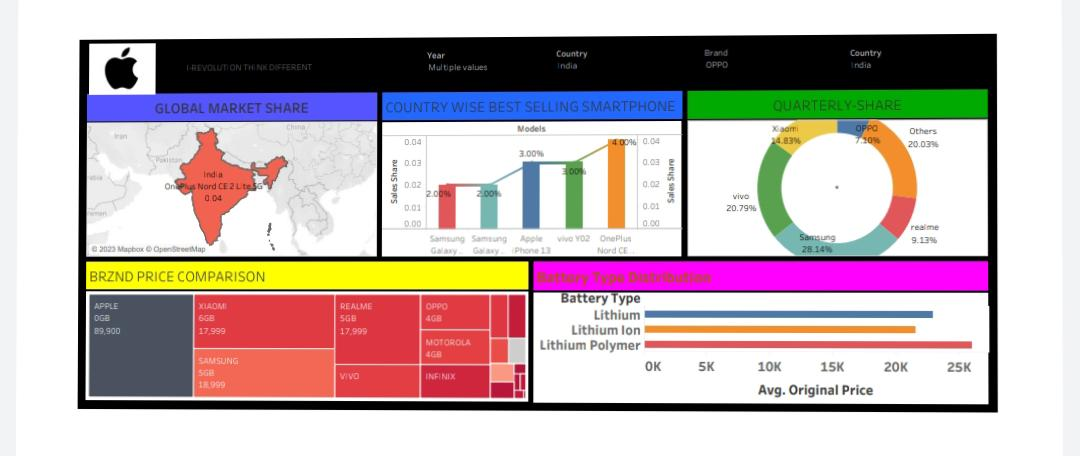 I-REVOLUTION THINK DIFFERENT
Year
Multiple values
Country
India
Brand
OPPO
Country
India
GLOBAL MARKET SHARE
Iran
China
Pakistan
India
OnePlus Nord CE 2 Lite 5G
0.04
© 2023 Mapbox © OpenStreetMap
COUNTRY WISE BEST SELLING SMARTPHONE
Models
Sales Share
0.04
0.03
0.02
0.01
0.00
2.00%
2.00%
3.00%
3.00%
4.00%
0.04
0.03
0.02
0.01
0.00
Sales Share
Samsung
Galaxy ..
Samsung
Galaxy ..
Apple
iPhone 13
vivo Y02
OnePlus
Nord CE ..
QUARTERLY-SHARE
Xiaomi
14.83%
OPPO
7.10%
Others
20.03%
vivo
20.79%
realme
9.13%
Samsung
28.14%
BRZND PRICE COMPARISON
APPLE
0GB
89,900
XIAOMI
6GB
17,999
SAMSUNG
5GB
18,999
REALME
5GB
17,999
VIVO
OPPO
4GB
MOTOROLA
4GB
INFINIX
Battery Type Distribution
Battery Type
Lithium
Lithium Ion
Lithium Polymer
0K 5K 10K 15K 20K 25K
Avg. Original Price